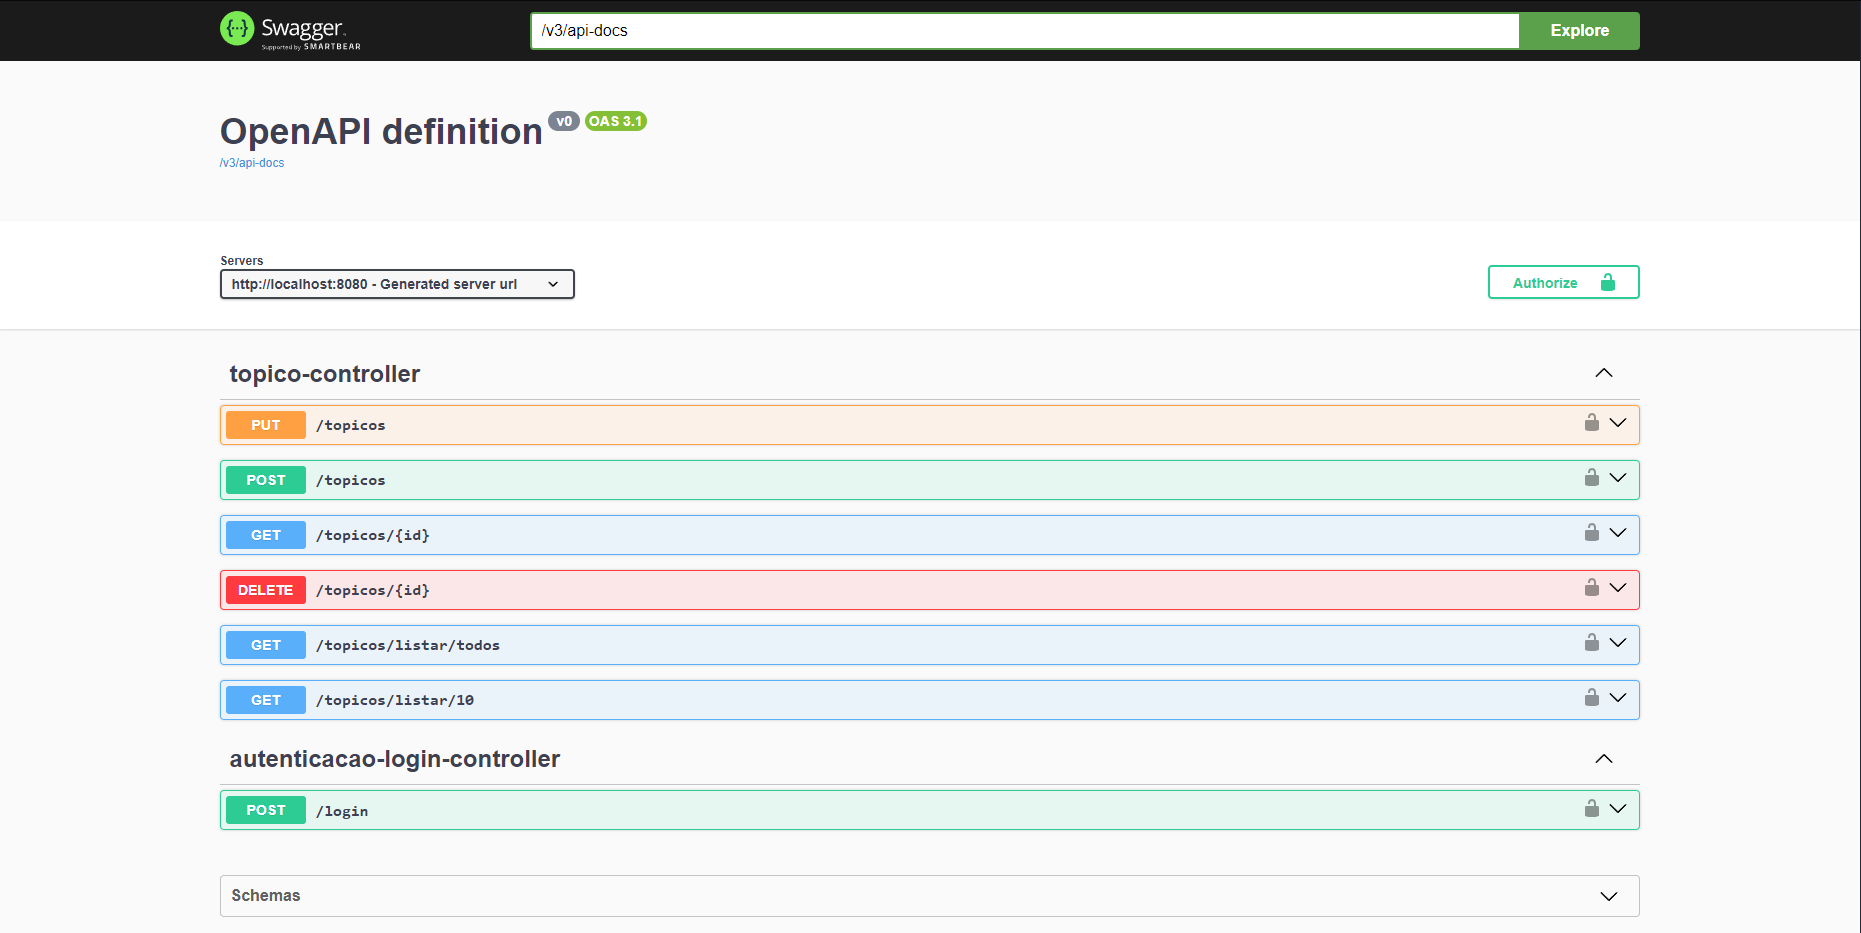 Swagger
Supported by SMARTBEAR
/v3/api-docs
Explore
OpenAPI definition v0 OAS 3.1
/v3/api-docs
Servers
http://localhost:8080 - Generated server url
Authorize
topico-controller
PUT /topicos
POST /topicos
GET /topicos/{id}
DELETE /topicos/{id}
GET /topicos/listar/todos
GET /topicos/listar/10
autenticacao-login-controller
POST /login
Schemas